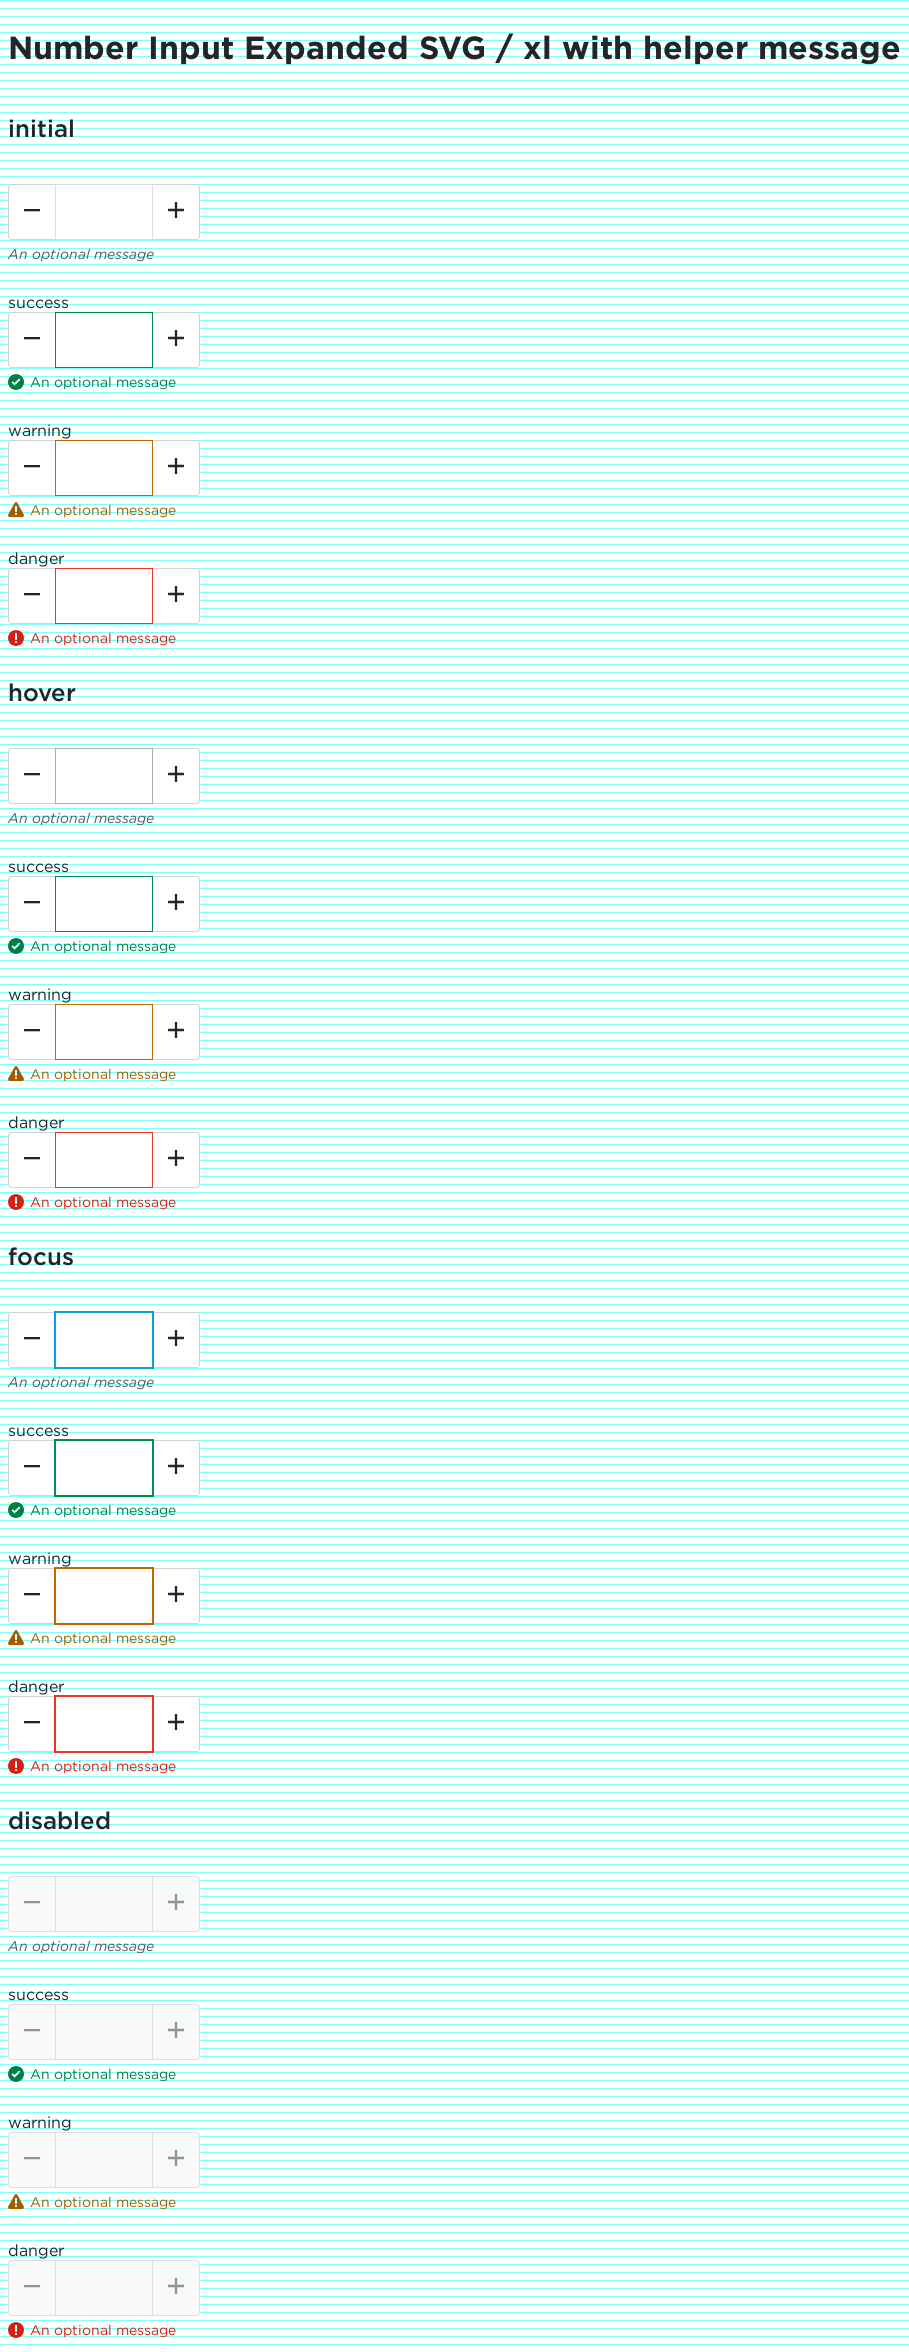 Number Input Expanded SVG / xl with helper message
initial
An optional message
success
An optional message
warning
An optional message
danger
An optional message
hover
An optional message
success
An optional message
warning
An optional message
danger
An optional message
focus
An optional message
success
An optional message
warning
An optional message
danger
An optional message
disabled
An optional message
success
An optional message
warning
An optional message
danger
An optional message